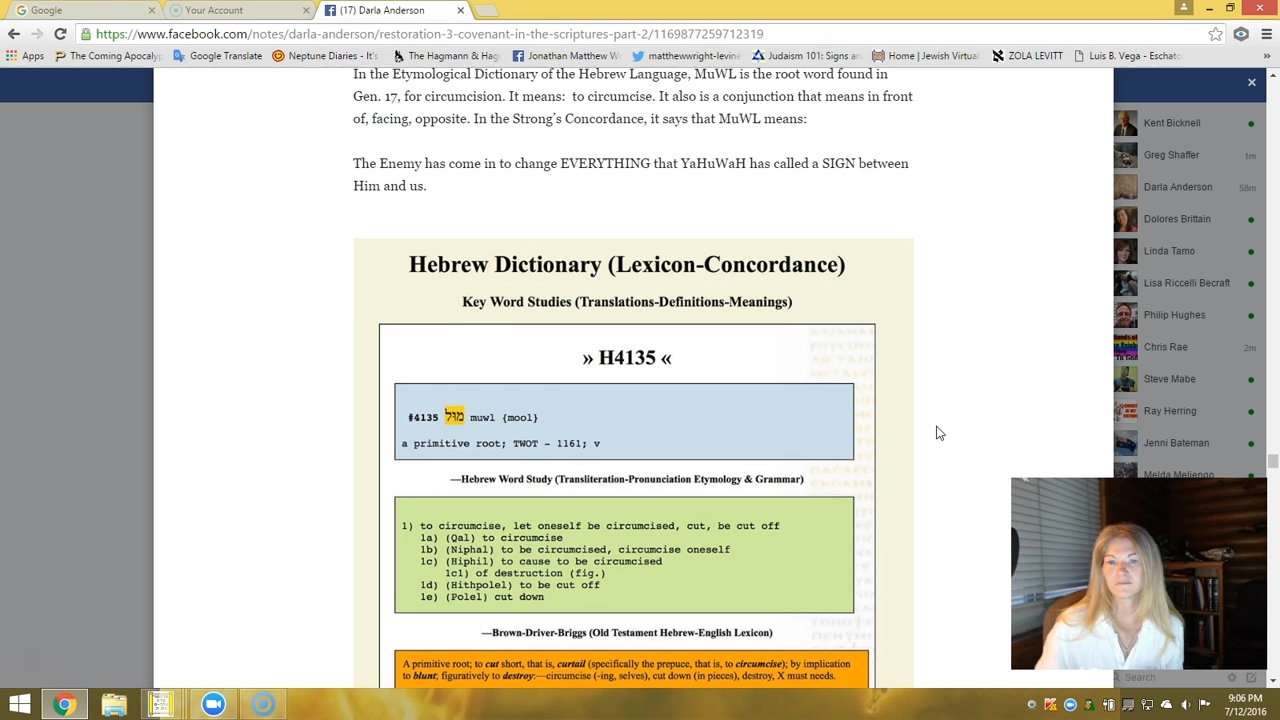 Google
Your Account
(17) Darla Anderson
https://www.facebook.com/notes/darla-anderson/restoration-3-covenant-in-the-scriptures-part-2/1169877259712319
Apps
The Coming Apocalyp
The Hagmann & Hagm
Google Translate
Neptune Diaries - It's
Jonathan Matthew W
matthewwright-levine
Judaism 101: Signs an
Home | Jewish Virtual
ZOLA LEVITT
Luis B. Vega - Eschato
In the Etymological Dictionary of the Hebrew Language, MuWL is the root word found in
Gen. 17, for circumcision. It means: to circumcise. It also is a conjunction that means in front
of, facing, opposite. In the Strong's Concordance, it says that MuWL means:
The Enemy has come in to change EVERYTHING that YaHuWaH has called a SIGN between
Him and us.
Hebrew Dictionary (Lexicon-Concordance)
Key Word Studies (Translations-Definitions-Meanings)
» H4135 «
#4135 מוּל muwl {mool}
a primitive root; TWOT - 1161; v
—Hebrew Word Study (Transliteration-Pronunciation Etymology & Grammar)
1) to circumcise, let oneself be circumcised, cut, be cut off
1a) (Qal) to circumcise
1b) (Niphal) to be circumcised, circumcise oneself
1c) (Hiphil) to cause to be circumcised
1c1) of destruction (fig.)
1d) (Hithpolel) to be cut off
1e) (Polel) cut down
—Brown-Driver-Briggs (Old Testament Hebrew-English Lexicon)
A primitive root; to cut short, that is, curtail (specifically the prepuce, that is, to circumcise); by implication
to blunt; figuratively to destroy:—circumcise (-ing, selves), cut down (in pieces), destroy, X must needs.
Kent Bicknell
Greg Shaffer 1m
Darla Anderson 58m
Dolores Brittain
Linda Tamo
Lisa Riccelli Becraft
Philip Hughes
Chris Rae 2m
Steve Mabe
Ray Herring
Jenni Bateman
Search
9:06 PM
7/12/2016